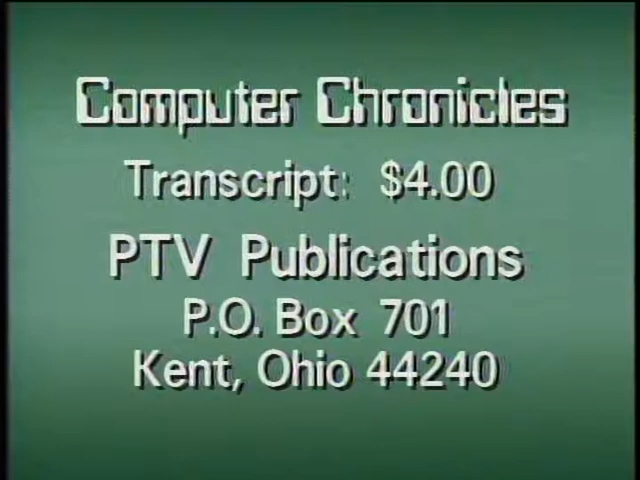 Computer Chronicles
Transcript: $4.00
PTV Publications
P.O. Box 701
Kent, Ohio 44240